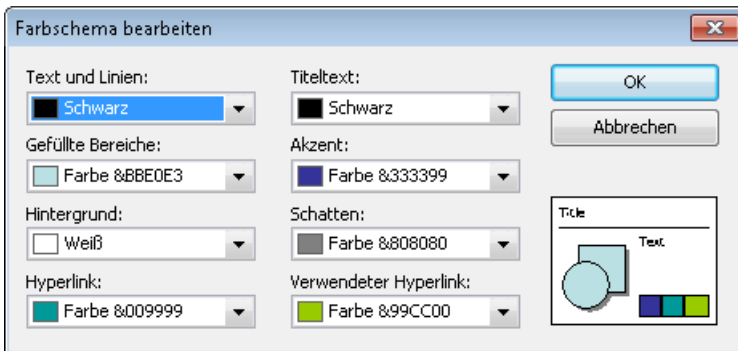 Farbschema bearbeiten
Text und Linien:
Schwarz
Titeltext:
Schwarz
OK
Abbrechen
Gefüllte Bereiche:
Farbe &BBE0E3
Akzent:
Farbe &333399
Hintergrund:
Weiß
Schatten:
Farbe &808080
Hyperlink:
Farbe &009999
Verwendeter Hyperlink:
Farbe &99CC00
Title
Text